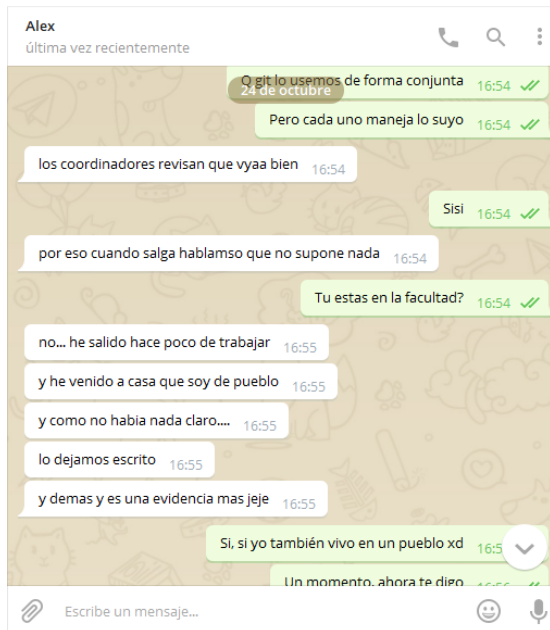 Alex
última vez recientemente
Q git lo usemos de forma conjunta 16:54
24 de octubre
Pero cada uno maneja lo suyo 16:54
los coordinadores revisan que vyaa bien 16:54
Sisi 16:54
por eso cuando salga hablamso que no supone nada 16:54
Tu estas en la facultad? 16:54
no... he salido hace poco de trabajar 16:55
y he venido a casa que soy de pueblo 16:55
y como no habia nada claro.... 16:55
lo dejamos escrito 16:55
y demas y es una evidencia mas jeje 16:55
Si, si yo también vivo en un pueblo xd
Un momento, ahora te digo
Escribe un mensaje...